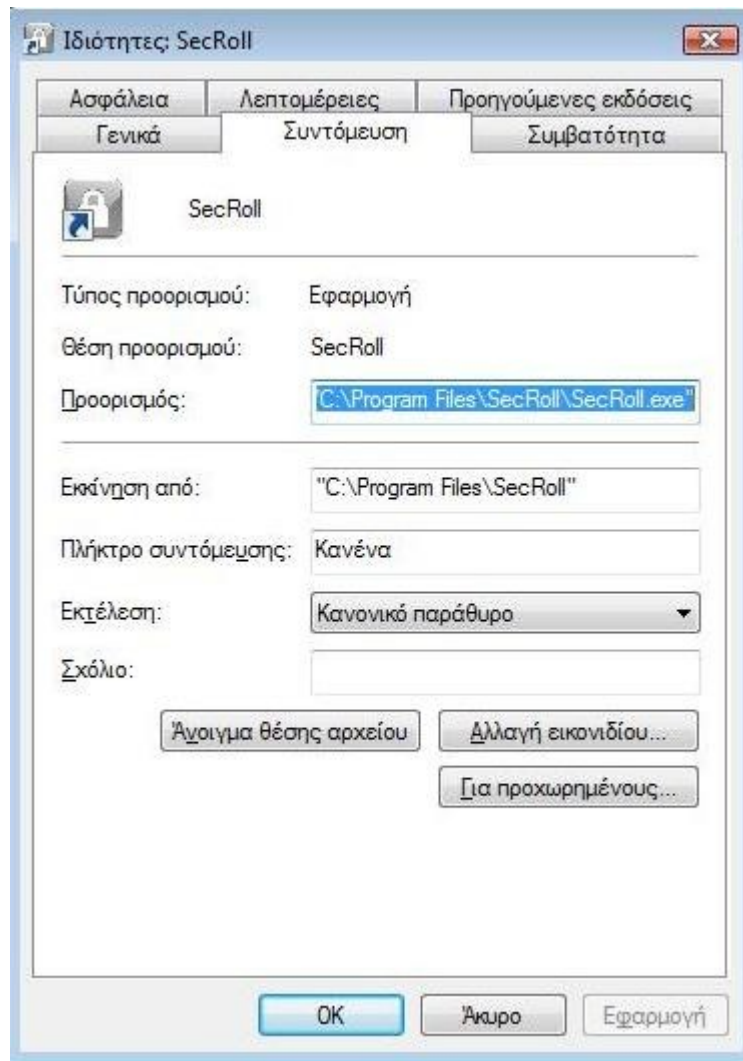 Ιδιότητες: SecRoll
Ασφάλεια Λεπτομέρειες Προηγούμενες εκδόσεις
Γενικά Συντόμευση Συμβατότητα
SecRoll
Τύπος προορισμού: Εφαρμογή
Θέση προορισμού: SecRoll
Προορισμός: "C:\Program Files\SecRoll\SecRoll.exe"
Εκκίνηση από: "C:\Program Files\SecRoll"
Πλήκτρο συντόμευσης: Κανένα
Εκτέλεση: Κανονικό παράθυρο
Σχόλιο:
Άνοιγμα θέσης αρχείου Αλλαγή εικονιδίου...
Για προχωρημένους...
OK Άκυρο Εφαρμογή